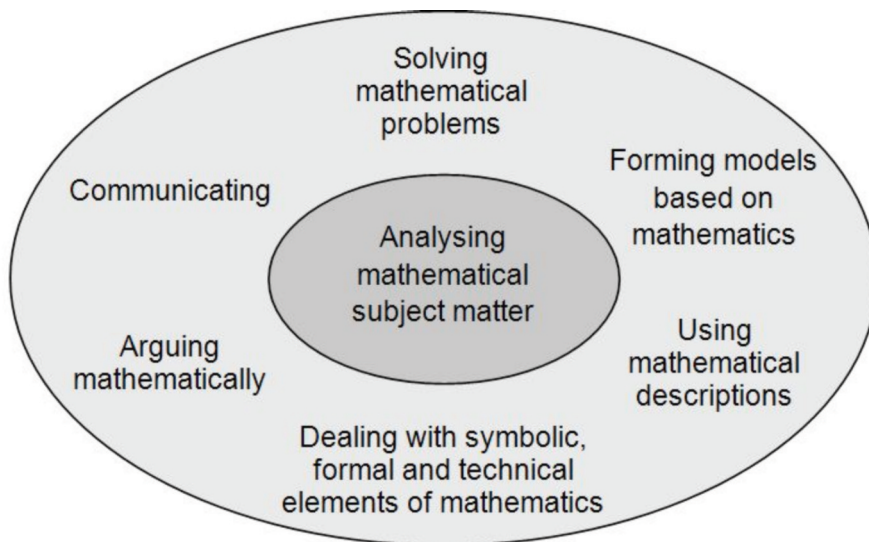 Solving
mathematical
problems
Communicating
Forming models
based on
mathematics
Analysing
mathematical
subject matter
Arguing
mathematically
Using
mathematical
descriptions
Dealing with symbolic,
formal and technical
elements of mathematics